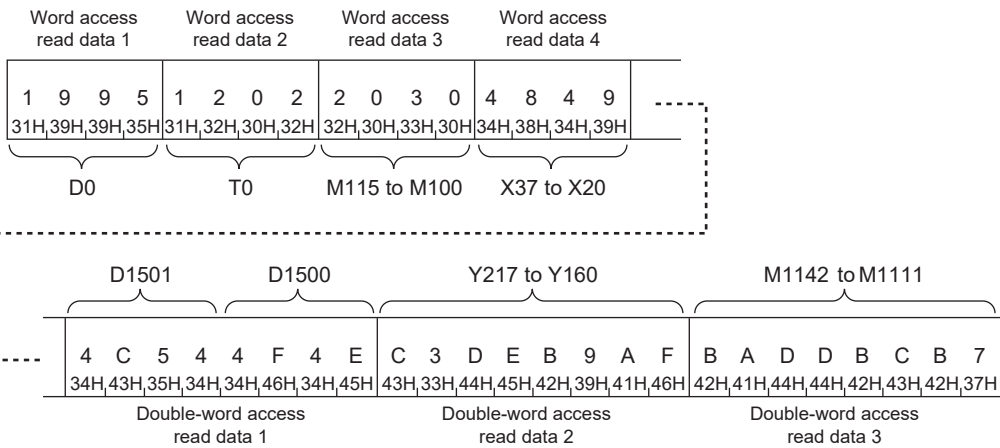 Word access Word access Word access Word access
read data 1 read data 2 read data 3 read data 4
1 9 9 5 1 2 0 2 2 0 3 0 4 8 4 9
31H 39H 39H 35H 31H 32H 30H 32H 32H 30H 33H 30H 34H 38H 34H 39H
D0 T0 M115 to M100 X37 to X20
D1501 D1500 Y217 to Y160 M1142 to M1111
4 C 5 4 4 F 4 E C 3 D E B 9 A F B A D D B C B 7
34H 43H 35H 34H 34H 46H 34H 45H 43H 33H 44H 45H 42H 39H 41H 46H 42H 41H 44H 44H 42H 43H 42H 37H
Double-word access Double-word access Double-word access
read data 1 read data 2 read data 3